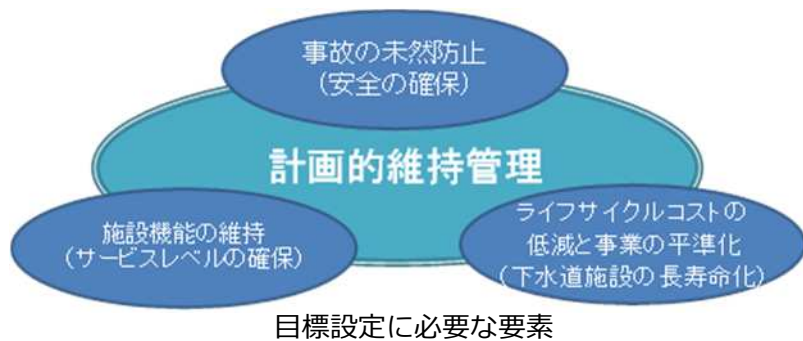 事故の未然防止
（安全の確保）
計画的維持管理
施設機能の維持
（サービスレベルの確保）
ライフサイクルコストの
低減と事業の平準化
（下水道施設の長寿命化）
目標設定に必要な要素